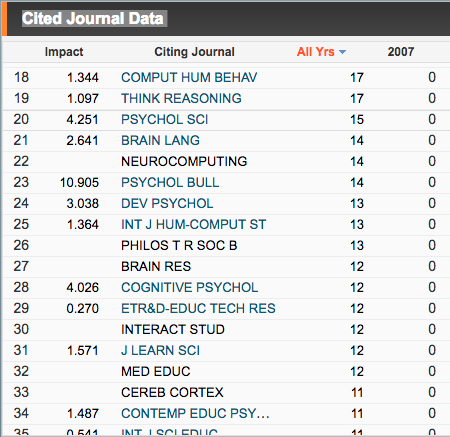 Cited Journal Data
Impact Citing Journal All Yrs 2007
18 1.344 COMPUT HUM BEHAV 17 0
19 1.097 THINK REASONING 17 0
20 4.251 PSYCHOL SCI 15 0
21 2.641 BRAIN LANG 14 0
22 NEUROCOMPUTING 14 0
23 10.905 PSYCHOL BULL 14 0
24 3.038 DEV PSYCHOL 13 0
25 1.364 INT J HUM-COMPUT ST 13 0
26 PHILOS T R SOC B 13 0
27 BRAIN RES 12 0
28 4.026 COGNITIVE PSYCHOL 12 0
29 0.270 ETR&D-EDUC TECH RES 12 0
30 INTERACT STUD 12 0
31 1.571 J LEARN SCI 12 0
32 MED EDUC 12 0
33 CEREB CORTEX 11 0
34 1.487 CONTEMP EDUC PSY... 11 0
35 0.541 INT J SCI EDUC 11 0